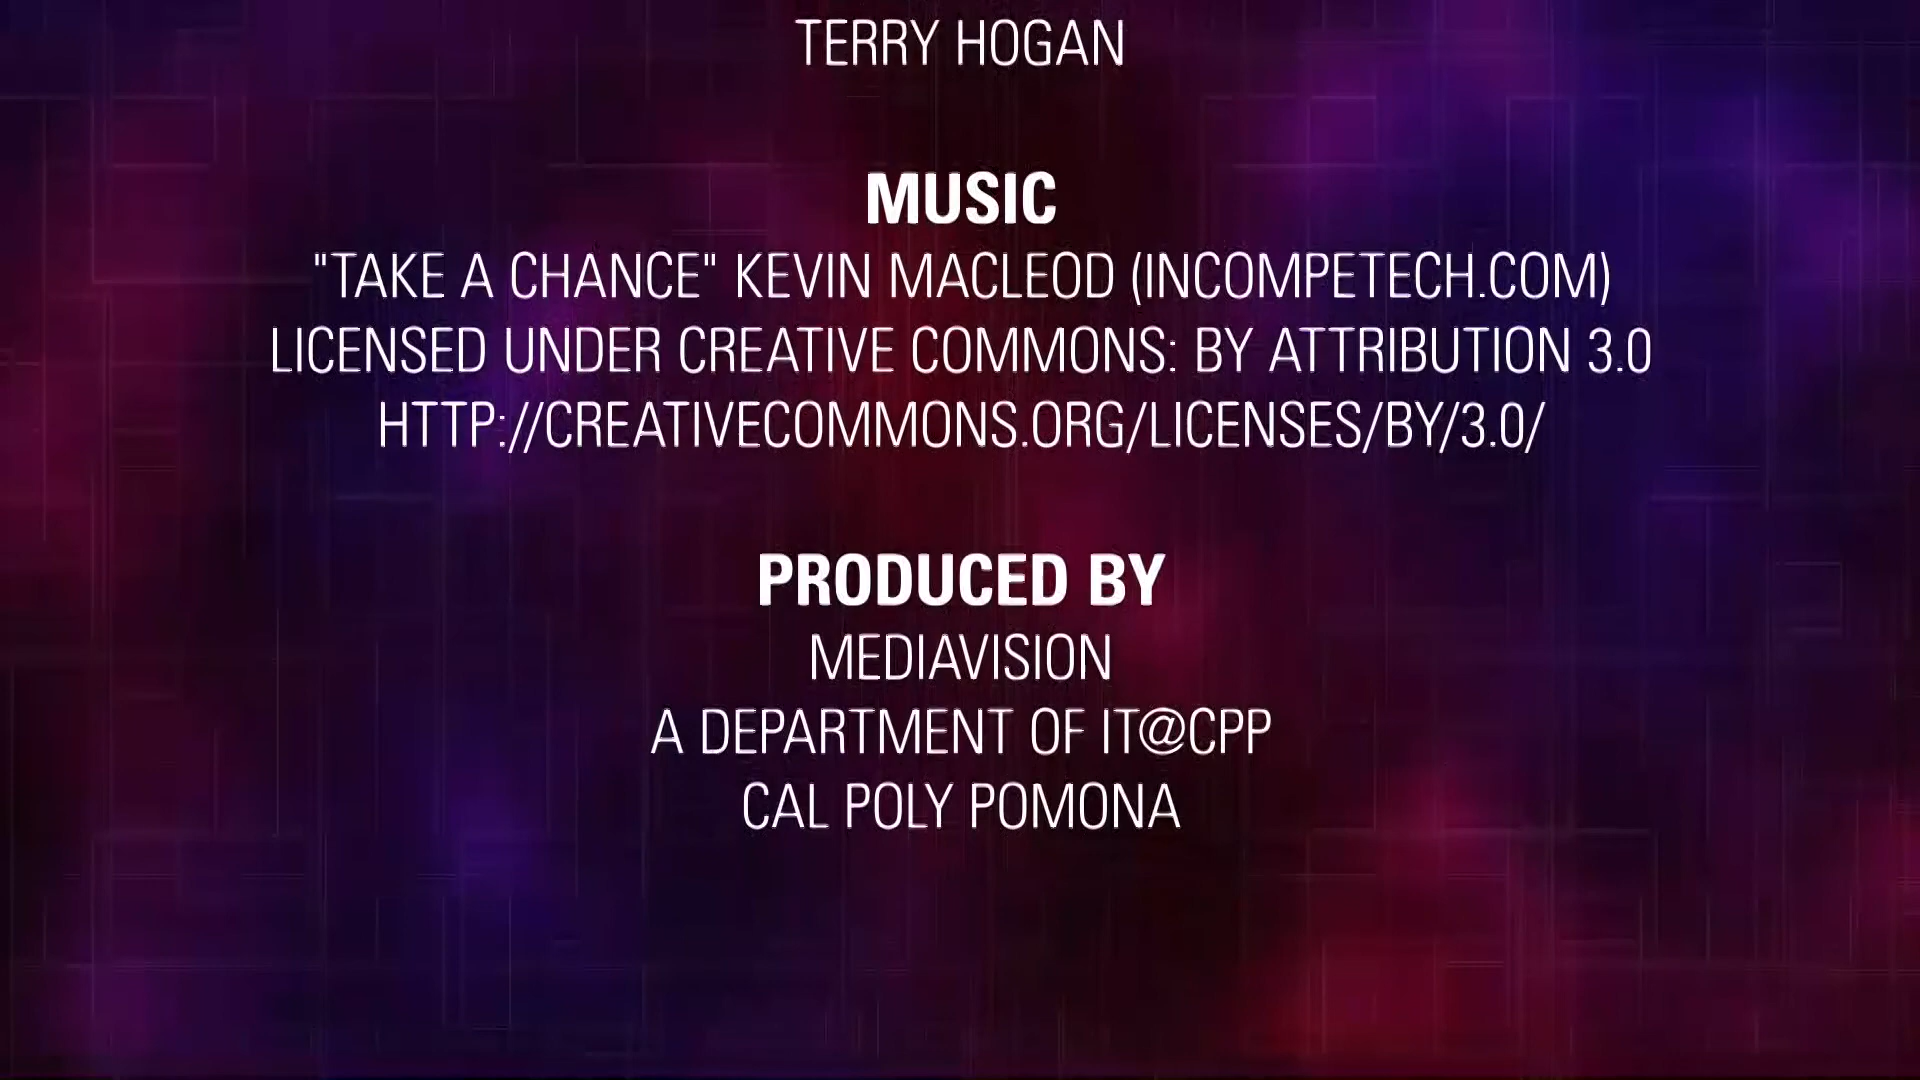 TERRY HOGAN
MUSIC
"TAKE A CHANCE" KEVIN MACLEOD (INCOMPETECH.COM)
LICENSED UNDER CREATIVE COMMONS: BY ATTRIBUTION 3.0
HTTP://CREATIVECOMMONS.ORG/LICENSES/BY/3.0/
PRODUCED BY
MEDIAVISION
A DEPARTMENT OF IT@CPP
CAL POLY POMONA